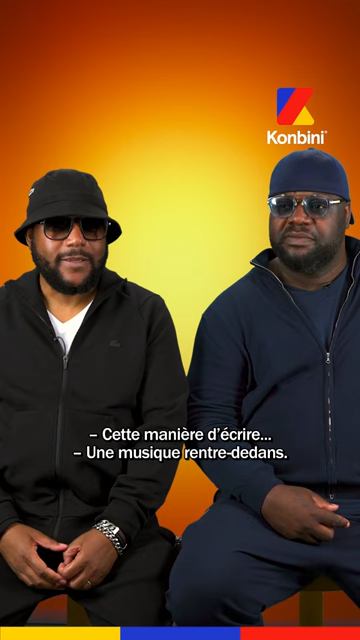 Konbini
– Cette manière d'écrire...
– Une musique rentre-dedans.